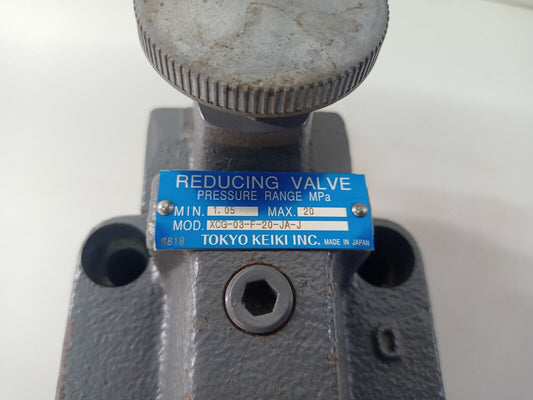 REDUCING VALVE
PRESSURE RANGE MPa
MIN. 1.05 MAX. 20
MOD. XCG-03-F-20-JA-J
9818 TOKYO KEIKI INC. MADE IN JAPAN